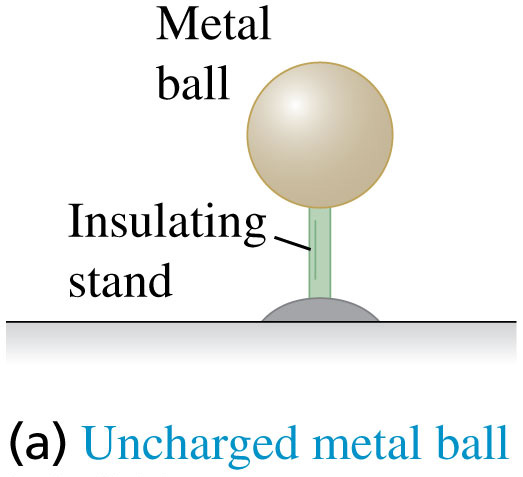 Metal
ball
Insulating
stand
(a) Uncharged metal ball